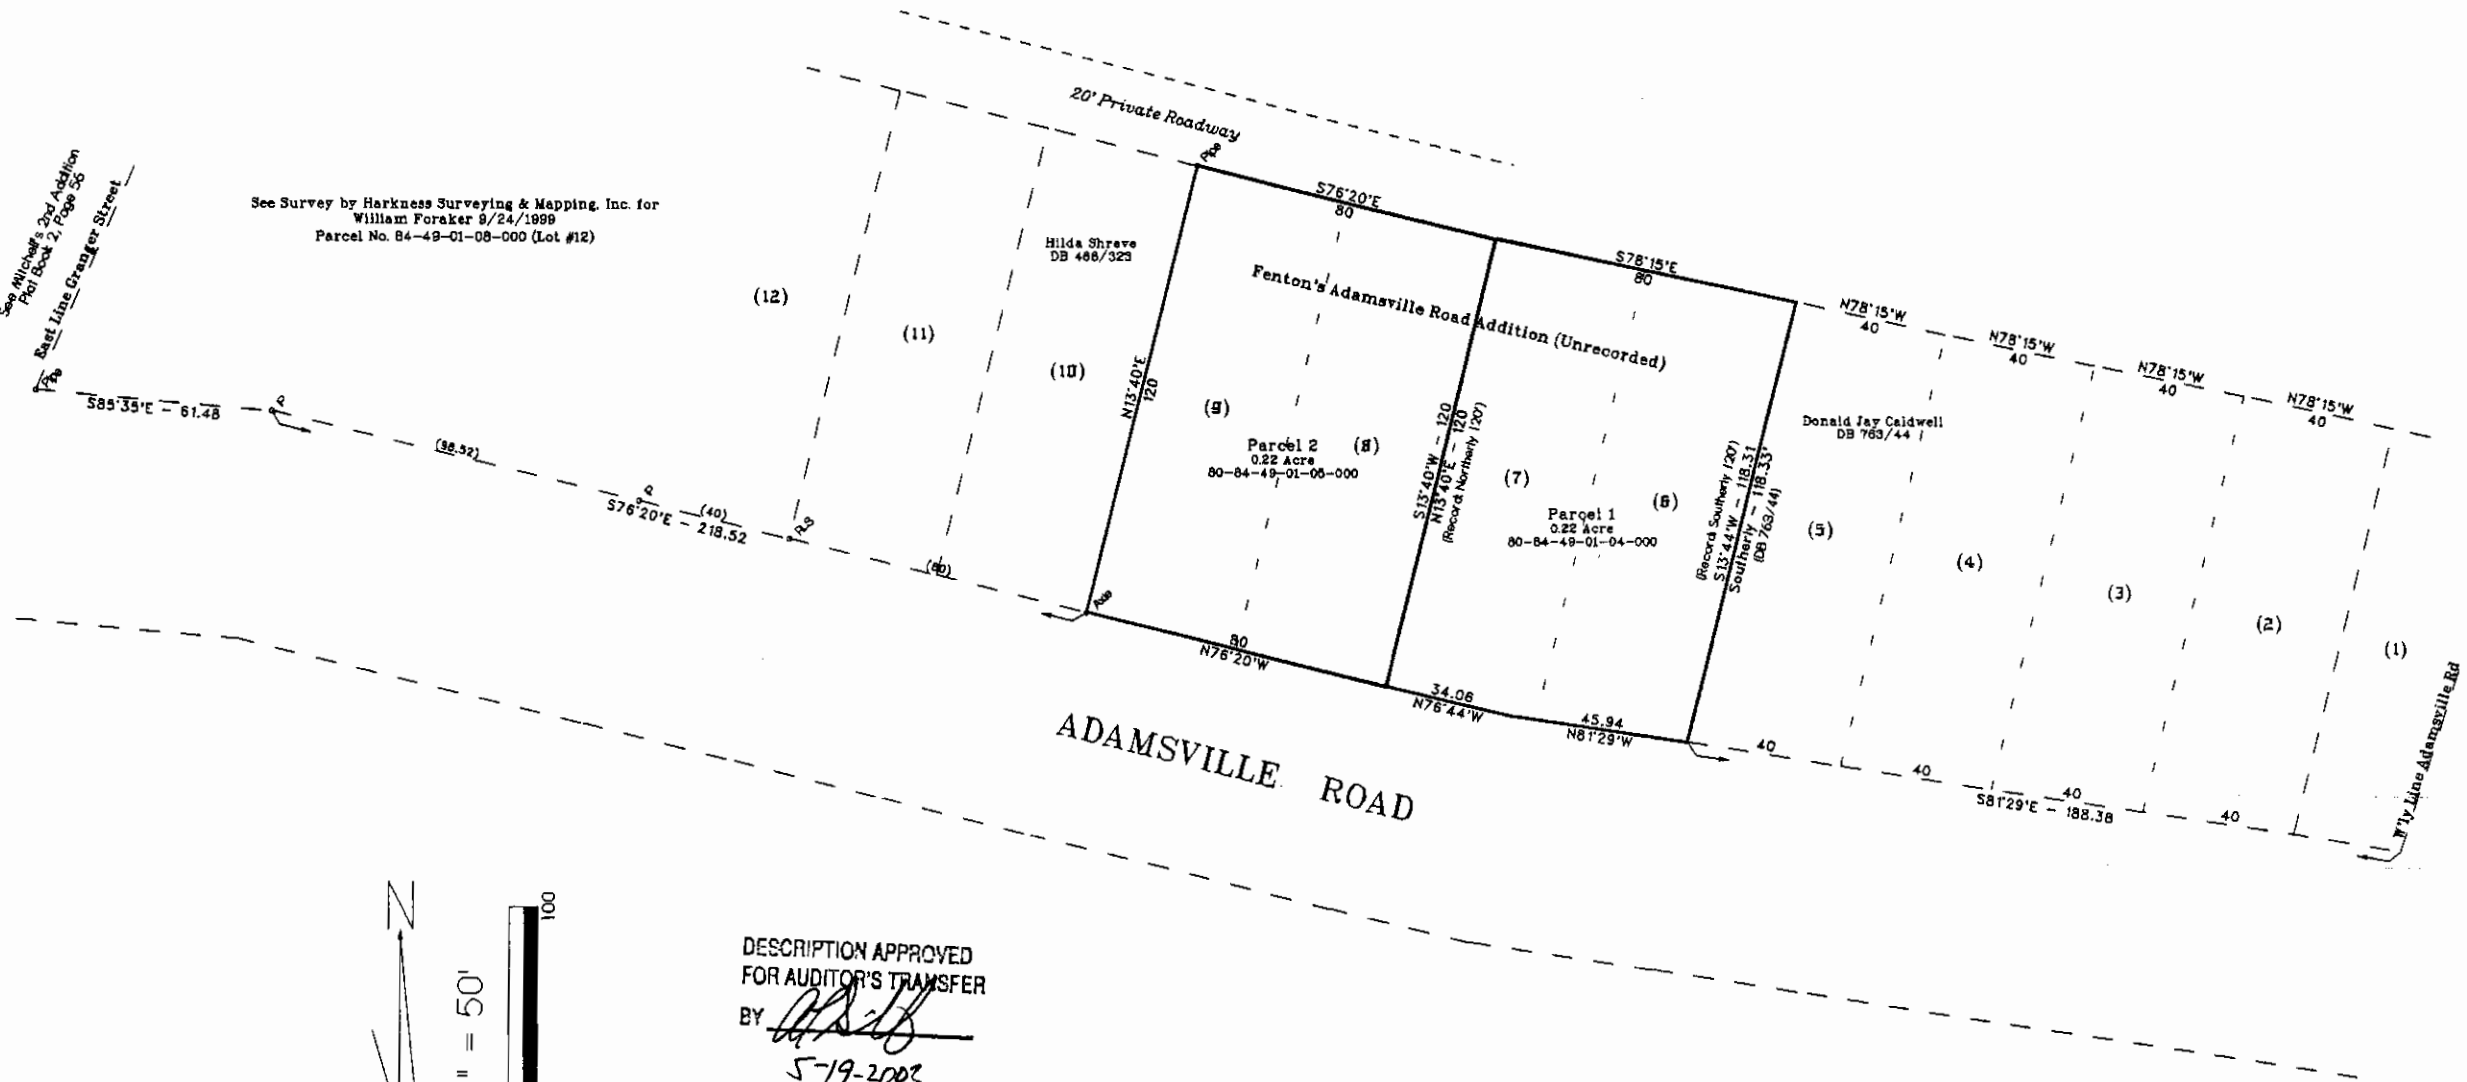 20' Private Roadway
See Mitchell's 2nd Addition
Plat Book 2, Page 56
East Line Granger Street
See Survey by Harkness Surveying & Mapping, Inc. for
William Foraker 9/24/1999
Parcel No. 84-49-01-08-000 (Lot #12)
Pipe
S76°20'E
80
S78°15'E
80
Hilda Shreve
DB 466/323
Fenton's Adamsville Road Addition (Unrecorded)
N78°15'W
40
N78°15'W
40
N78°15'W
40
N78°15'W
40
(12)
(11)
(10)
(9)
(8)
(7)
(6)
(5)
(4)
(3)
(2)
(1)
Pipe
S85°35'E - 61.48
P
(98.52)
P
(40)
S76°20'E - 218.52
(80)
N13°40'E
120
Parcel 2
0.22 Acre
80-84-49-01-05-000
S13°40'W - 120
N13°40'E - 120
(Record: Northerly 120')
Parcel 1
0.22 Acre
80-84-49-01-04-000
(Record: Southerly 120')
S13°44'W - 118.31
Southerly - 118.33'
(DB 763/44)
Donald Jay Caldwell
DB 763/44
Axle
80
N76°20'W
34.06
N76°44'W
45.94
N81°29'W
40
40
40
S81°29'E - 188.38
40
W'ly Line Adamsville Rd
ADAMSVILLE ROAD
N
" = 50'
100
DESCRIPTION APPROVED
FOR AUDITOR'S TRANSFER
BY
5-19-2002